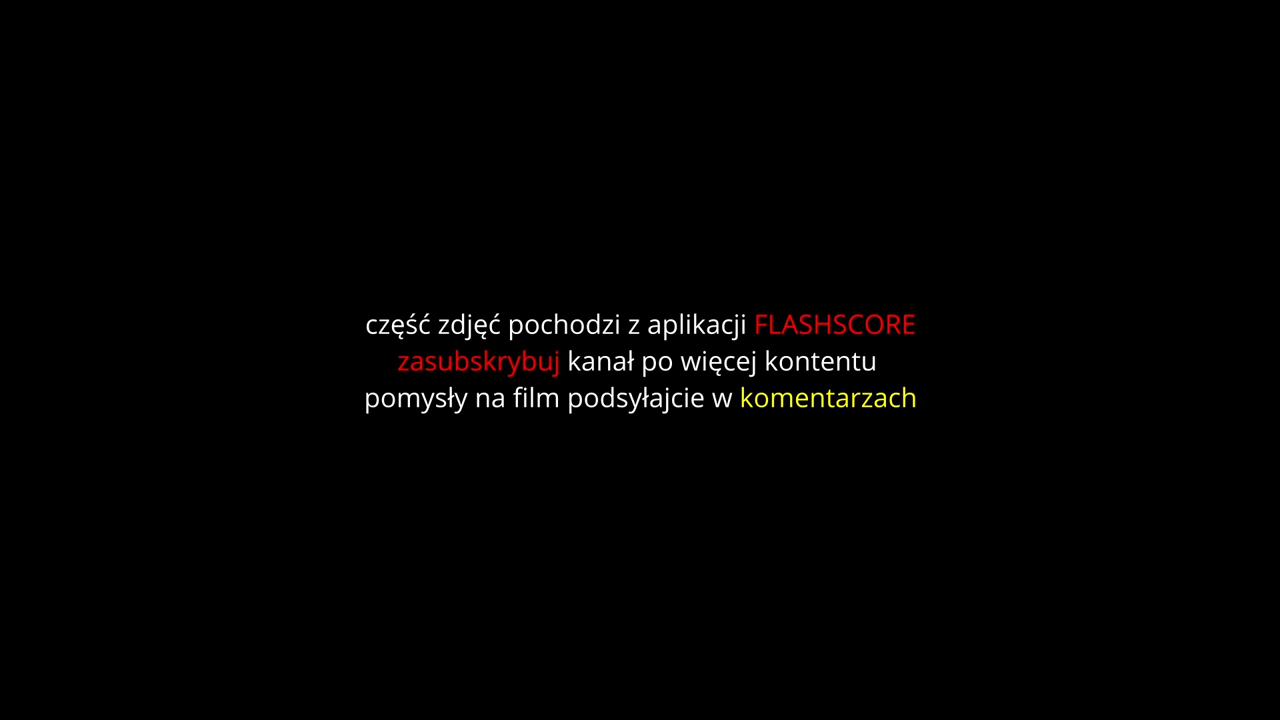 część zdjęć pochodzi z aplikacji FLASHSCORE
zasubskrybuj kanał po więcej kontentu
pomysły na film podsyłajcie w komentarzach